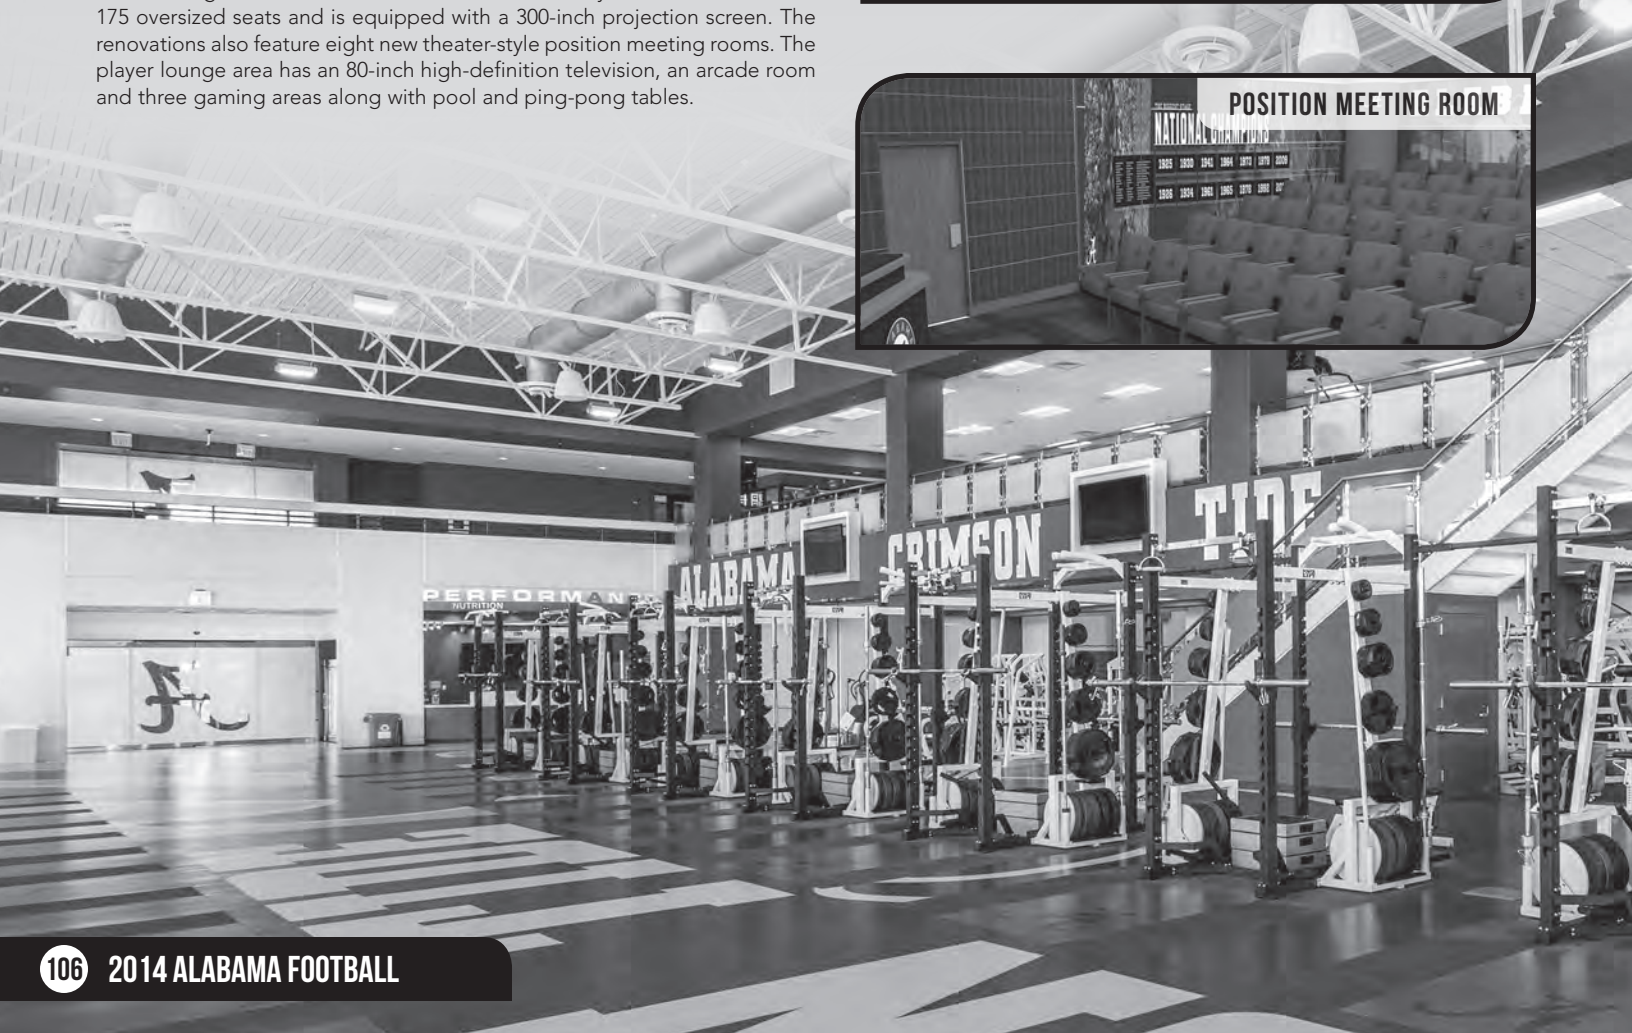 175 oversized seats and is equipped with a 300-inch projection screen. The
renovations also feature eight new theater-style position meeting rooms. The
player lounge area has an 80-inch high-definition television, an arcade room
and three gaming areas along with pool and ping-pong tables.
POSITION MEETING ROOM
NATIONAL CHAMPIONS
1925 1930 1941 1964 1973 1979 2009
1926 1934 1961 1965 1978 1992
ALABAMA
CRIMSON
TIDE
PERFORMAN
NUTRITION
106 2014 ALABAMA FOOTBALL